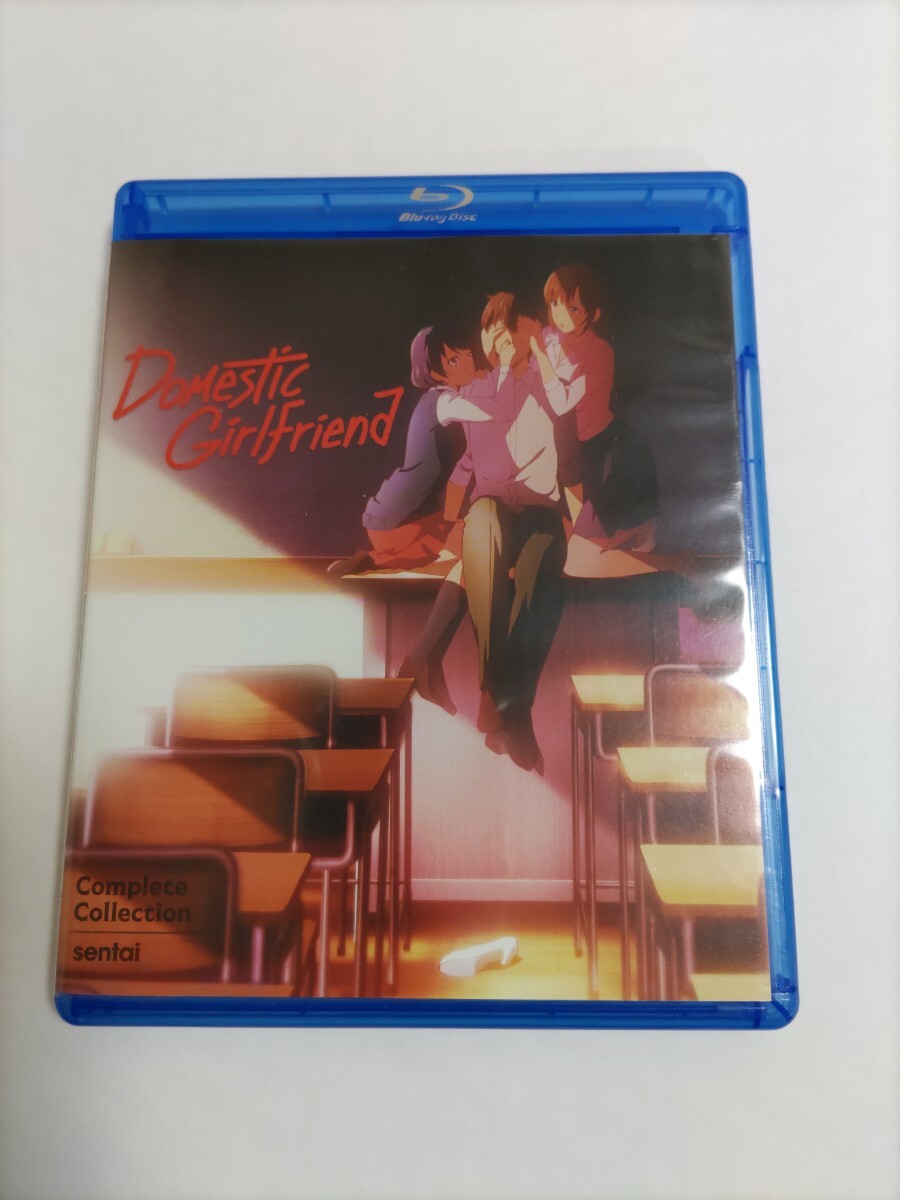 Blu-ray Disc
Domestic
Girlfriend
Complete
Collection
sentai